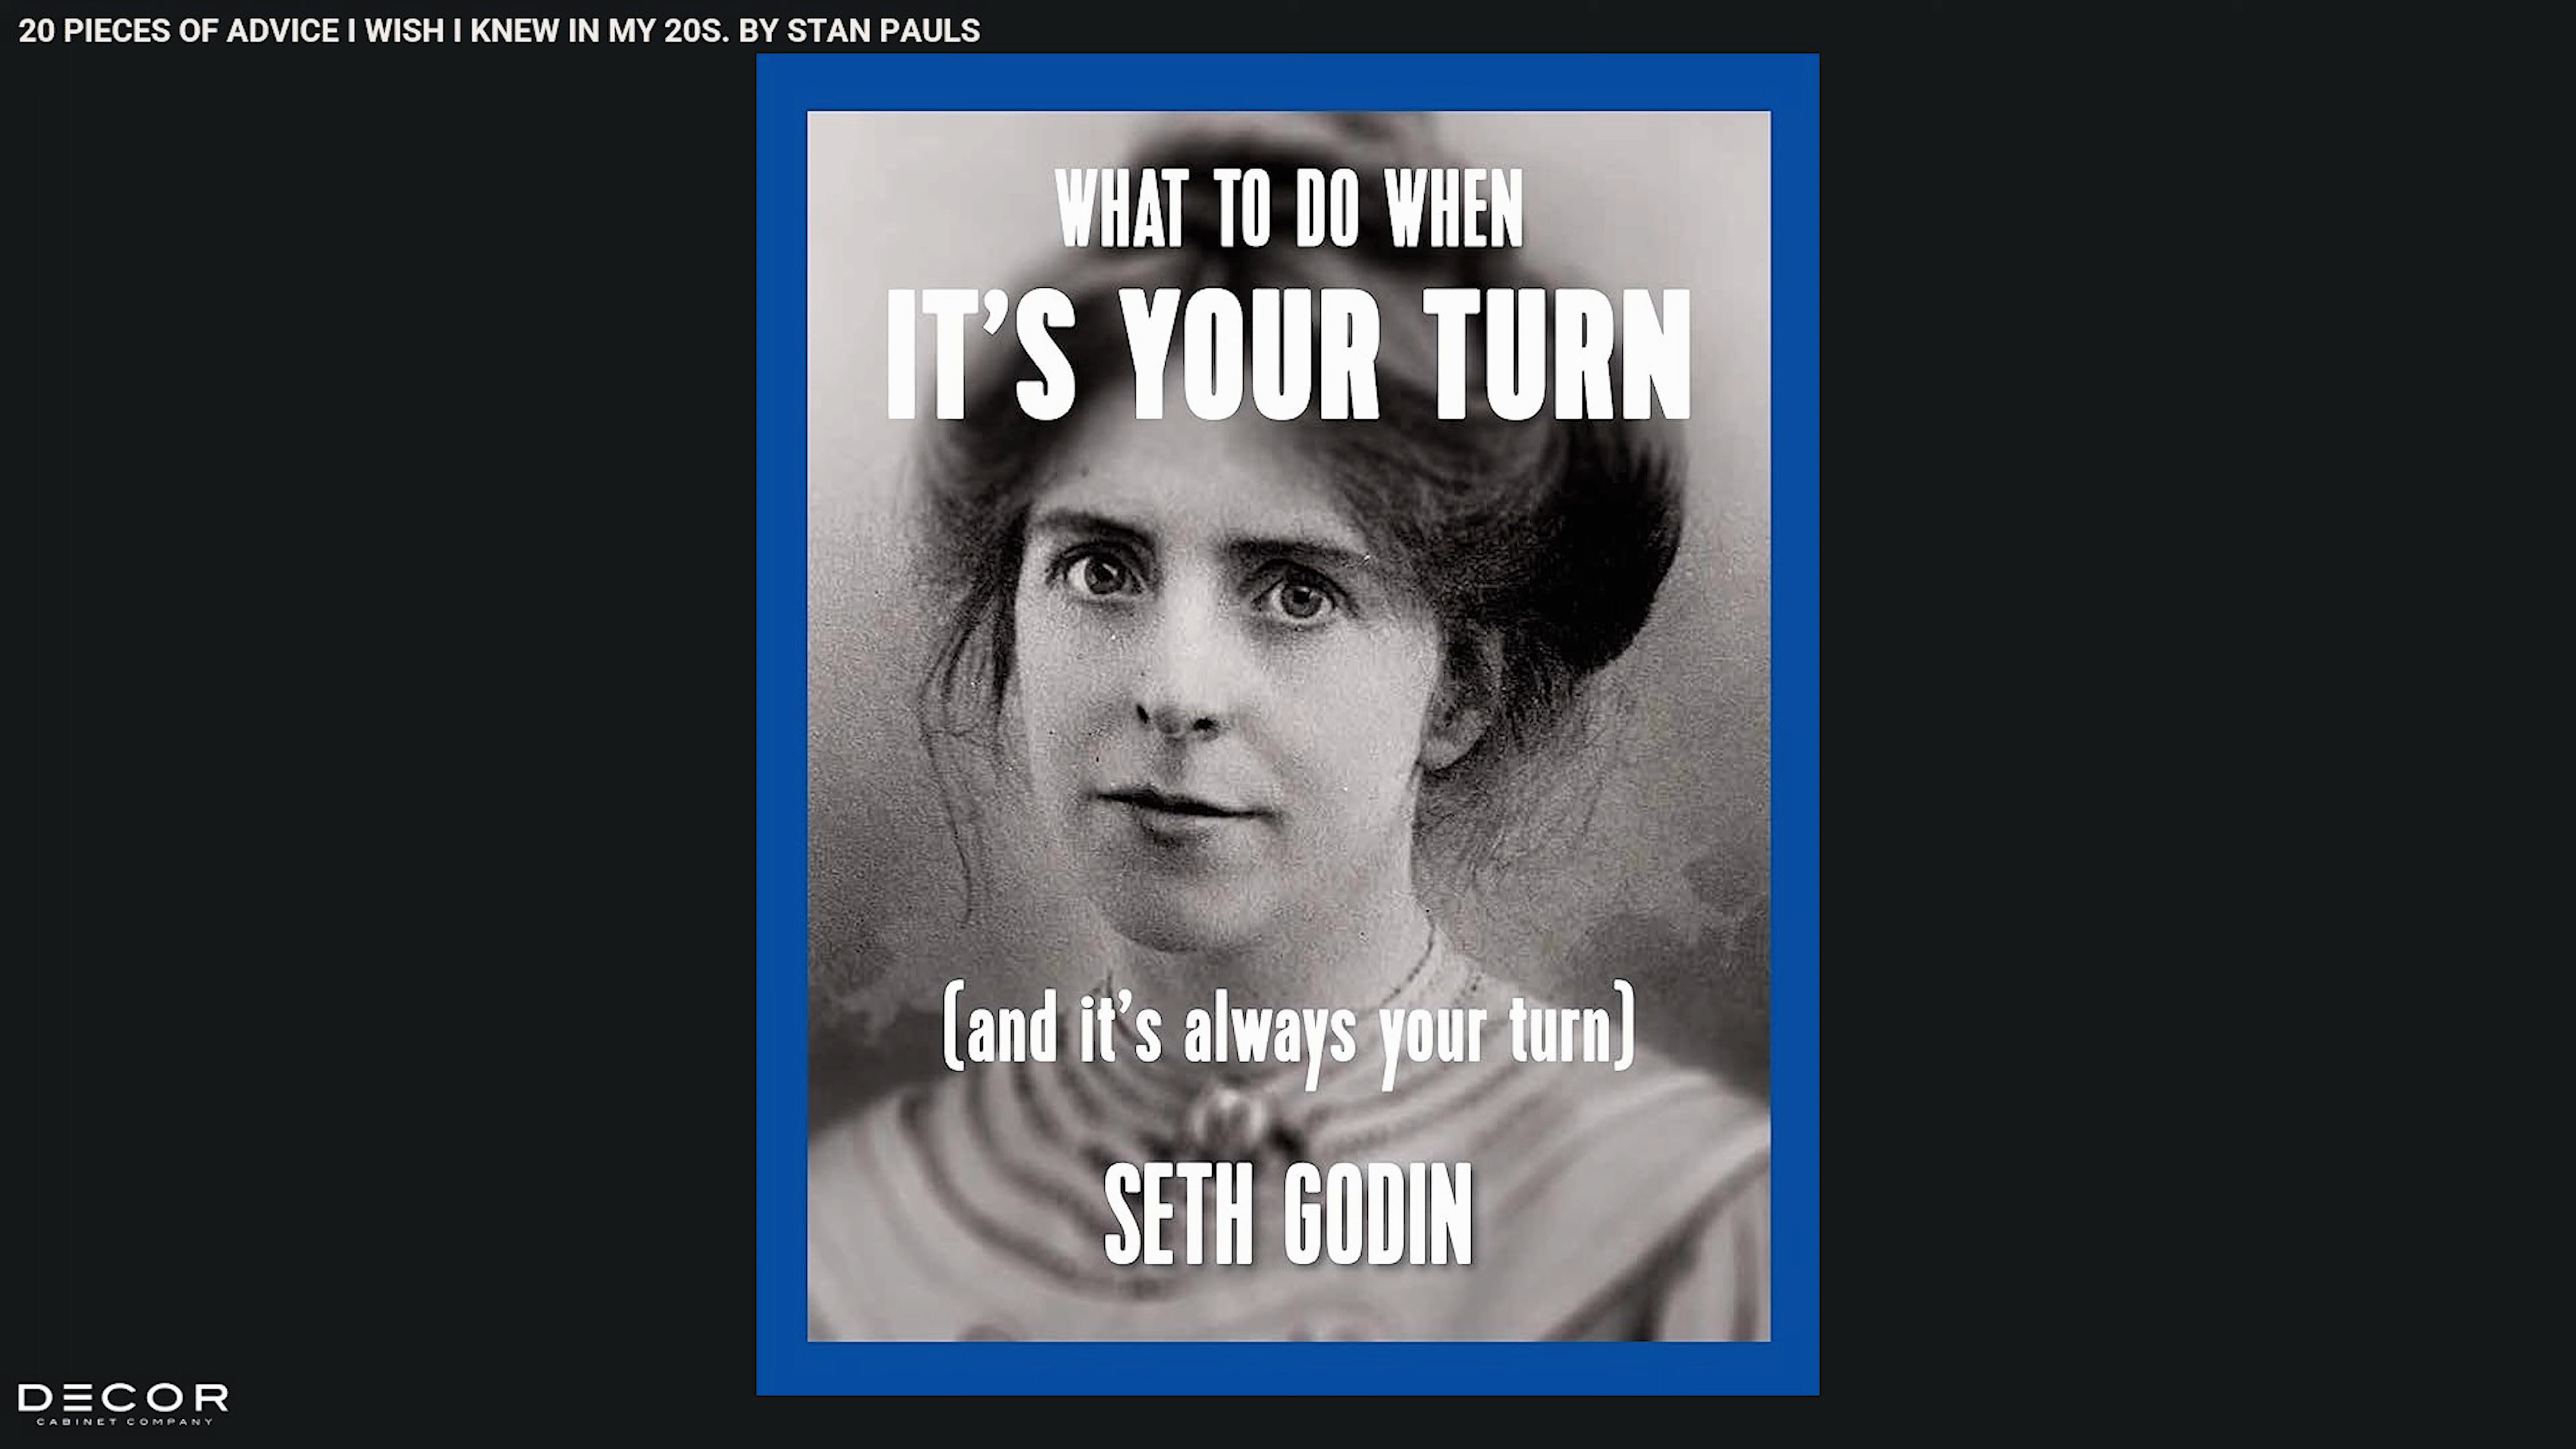 20 PIECES OF ADVICE I WISH I KNEW IN MY 20S. BY STAN PAULS
WHAT TO DO WHEN
IT’S YOUR TURN
(and it’s always your turn)
SETH GODIN
DECOR
CABINET COMPANY